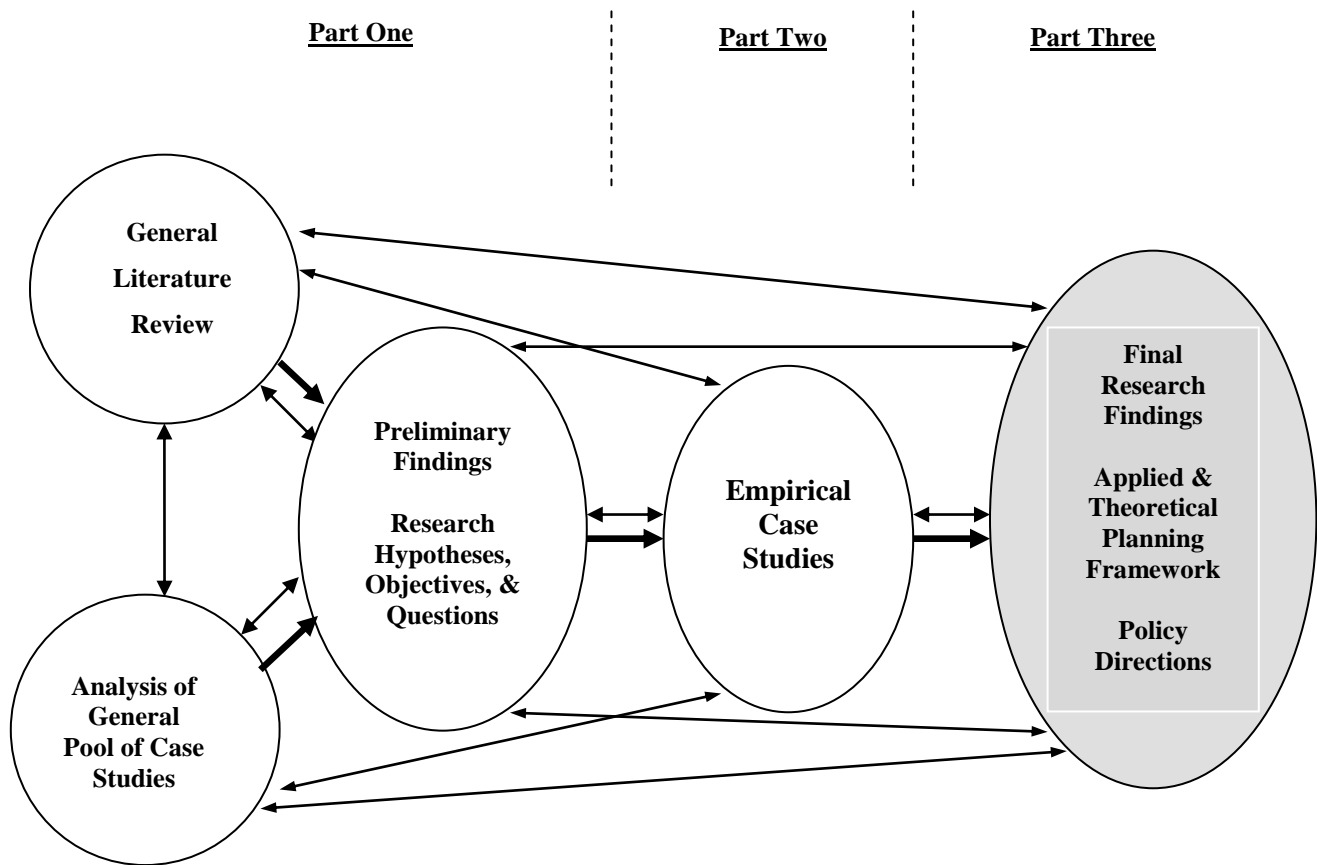 Part One
Part Two
Part Three
General
Literature
Review
Analysis of
General
Pool of Case
Studies
Preliminary
Findings
Research
Hypotheses,
Objectives, &
Questions
Empirical
Case
Studies
Final
Research
Findings
Applied &
Theoretical
Planning
Framework
Policy
Directions